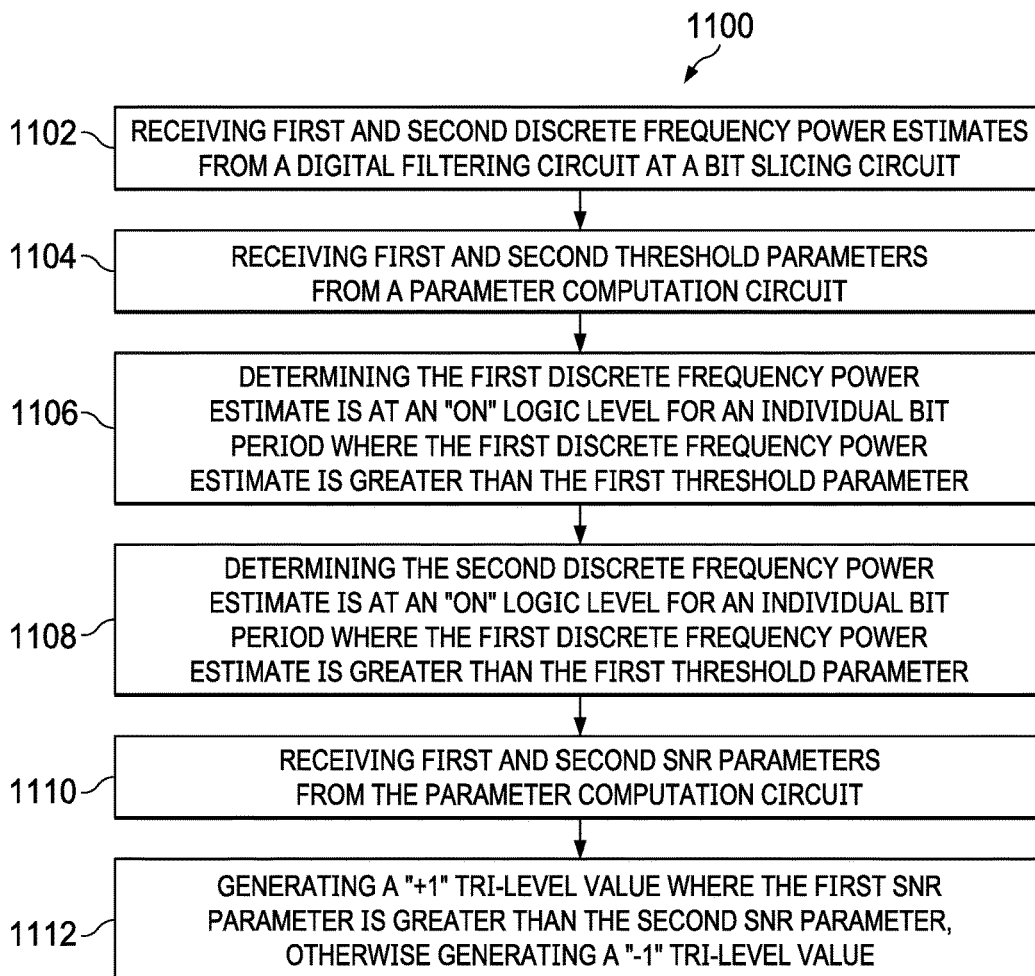 1100
1102
RECEIVING FIRST AND SECOND DISCRETE FREQUENCY POWER ESTIMATES
FROM A DIGITAL FILTERING CIRCUIT AT A BIT SLICING CIRCUIT
1104
RECEIVING FIRST AND SECOND THRESHOLD PARAMETERS
FROM A PARAMETER COMPUTATION CIRCUIT
1106
DETERMINING THE FIRST DISCRETE FREQUENCY POWER
ESTIMATE IS AT AN "ON" LOGIC LEVEL FOR AN INDIVIDUAL BIT
PERIOD WHERE THE FIRST DISCRETE FREQUENCY POWER
ESTIMATE IS GREATER THAN THE FIRST THRESHOLD PARAMETER
1108
DETERMINING THE SECOND DISCRETE FREQUENCY POWER
ESTIMATE IS AT AN "ON" LOGIC LEVEL FOR AN INDIVIDUAL BIT
PERIOD WHERE THE FIRST DISCRETE FREQUENCY POWER
ESTIMATE IS GREATER THAN THE FIRST THRESHOLD PARAMETER
1110
RECEIVING FIRST AND SECOND SNR PARAMETERS
FROM THE PARAMETER COMPUTATION CIRCUIT
1112
GENERATING A "+1" TRI-LEVEL VALUE WHERE THE FIRST SNR
PARAMETER IS GREATER THAN THE SECOND SNR PARAMETER,
OTHERWISE GENERATING A "-1" TRI-LEVEL VALUE